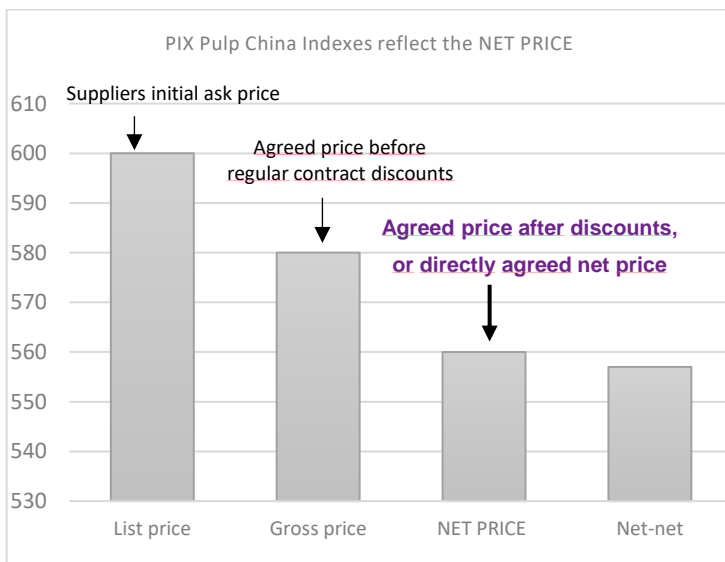 PIX Pulp China Indexes reflect the NET PRICE
Suppliers initial ask price
Agreed price before
regular contract discounts
Agreed price after discounts,
or directly agreed net price
610
600
590
580
570
560
550
540
530
List price
Gross price
NET PRICE
Net-net